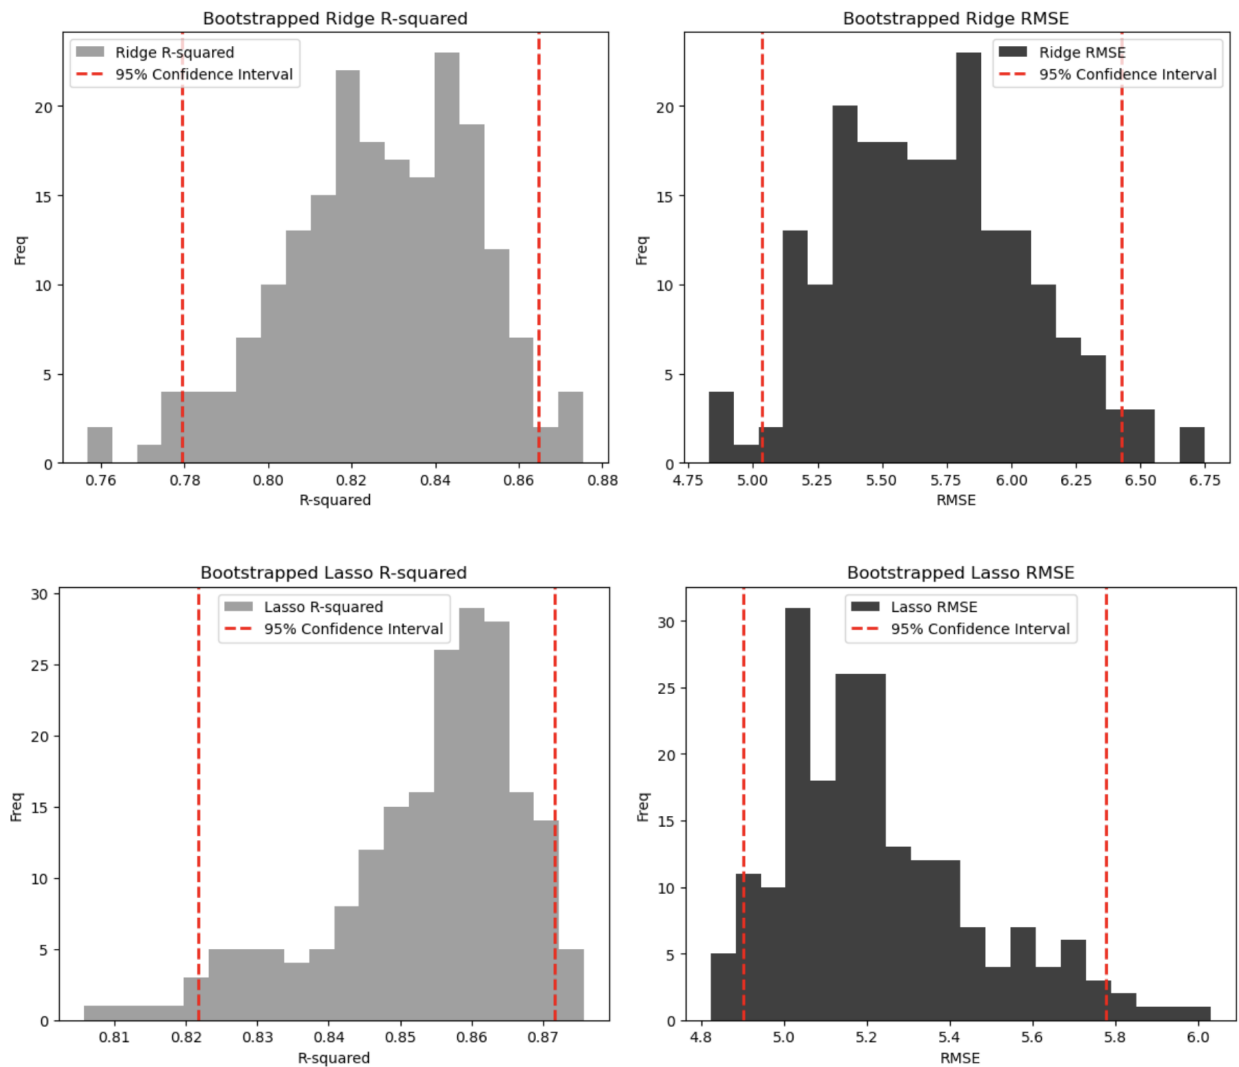 Bootstrapped Ridge R-squared
Ridge R-squared
95% Confidence Interval
Freq
20
15
10
5
0
0.76 0.78 0.80 0.82 0.84 0.86 0.88
R-squared
Bootstrapped Ridge RMSE
Ridge RMSE
95% Confidence Interval
Freq
20
15
10
5
0
4.75 5.00 5.25 5.50 5.75 6.00 6.25 6.50 6.75
RMSE
Bootstrapped Lasso R-squared
Lasso R-squared
95% Confidence Interval
Freq
30
25
20
15
10
5
0
0.81 0.82 0.83 0.84 0.85 0.86 0.87
R-squared
Bootstrapped Lasso RMSE
Lasso RMSE
95% Confidence Interval
Freq
30
25
20
15
10
5
0
4.8 5.0 5.2 5.4 5.6 5.8 6.0
RMSE